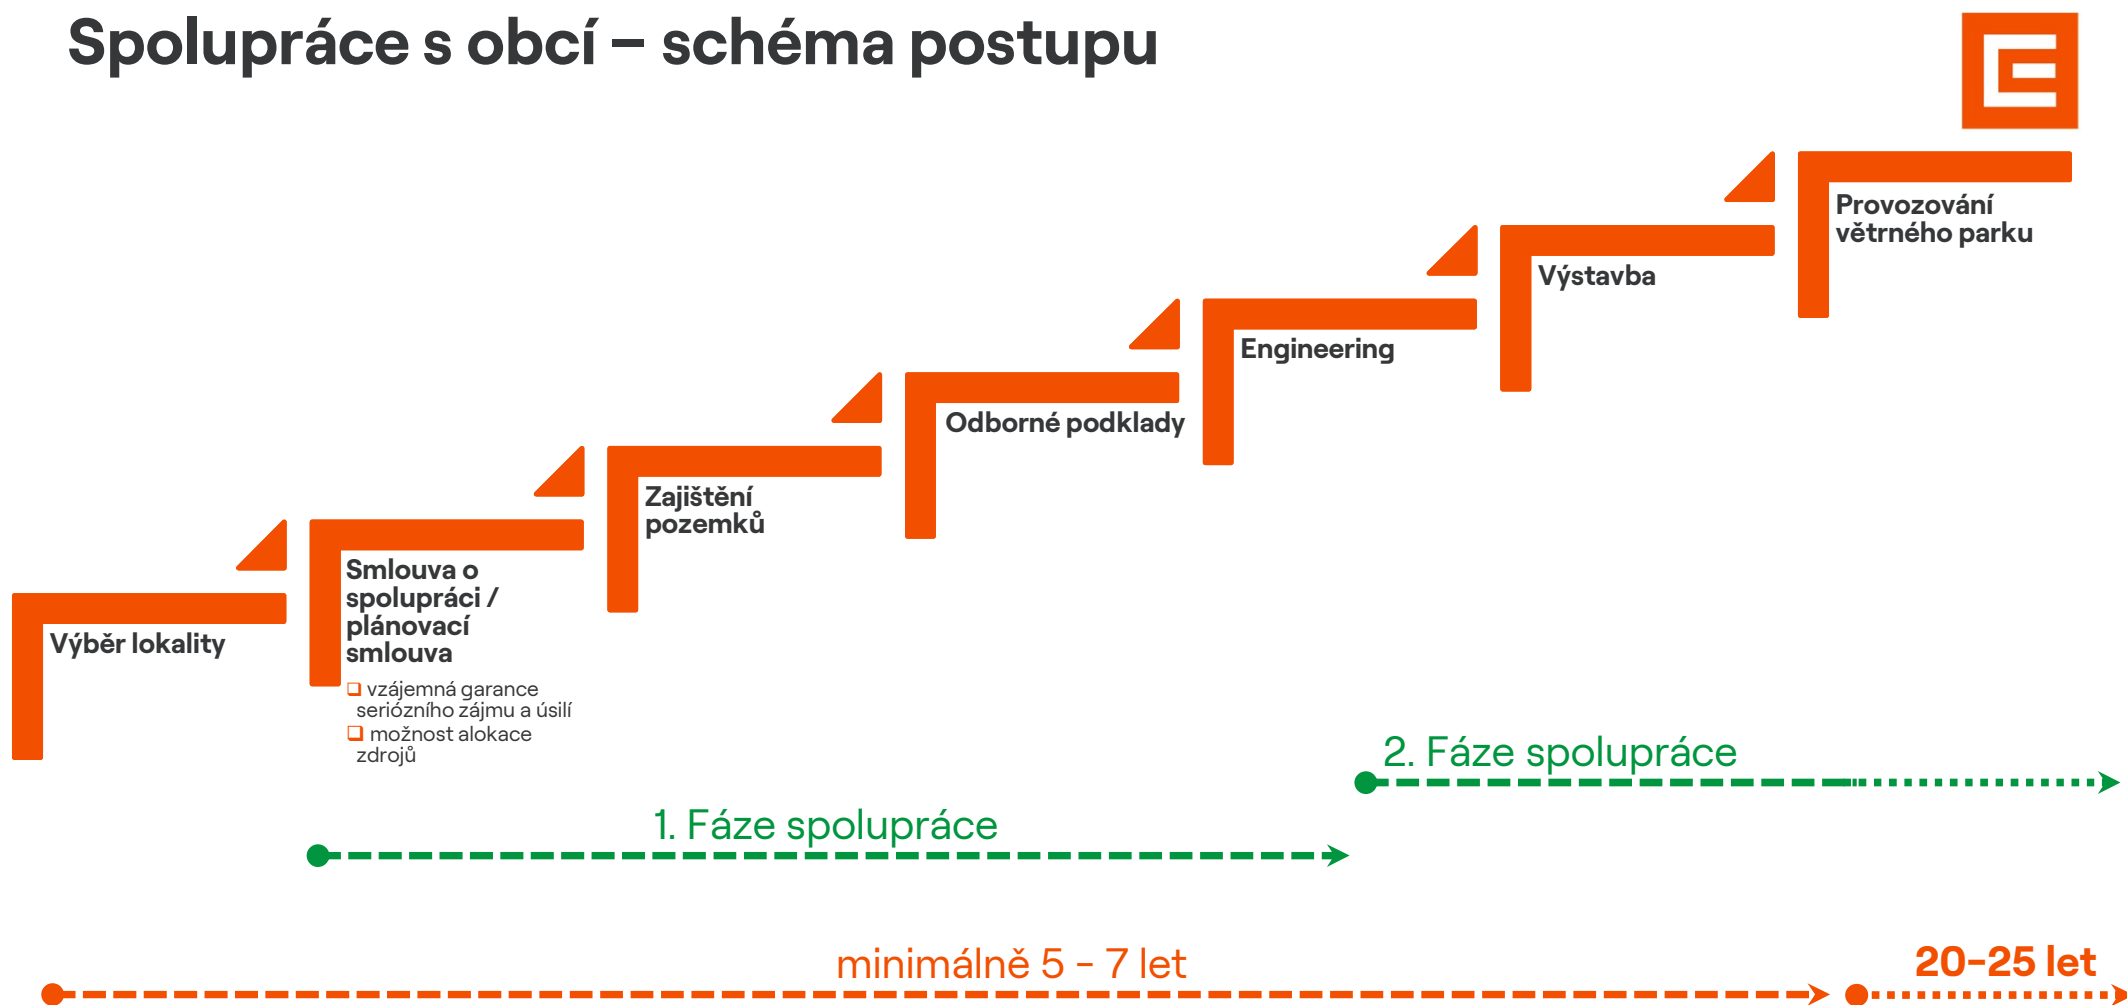 Spolupráce s obcí – schéma postupu
Výběr lokality
Smlouva o
spolupráci /
plánovací
smlouva
vzájemná garance
seriózního zájmu a úsilí
možnost alokace
zdrojů
Zajištění
pozemků
Odborné podklady
Engineering
Výstavba
Provozování
větrného parku
2. Fáze spolupráce
1. Fáze spolupráce
minimálně 5 - 7 let
20-25 let